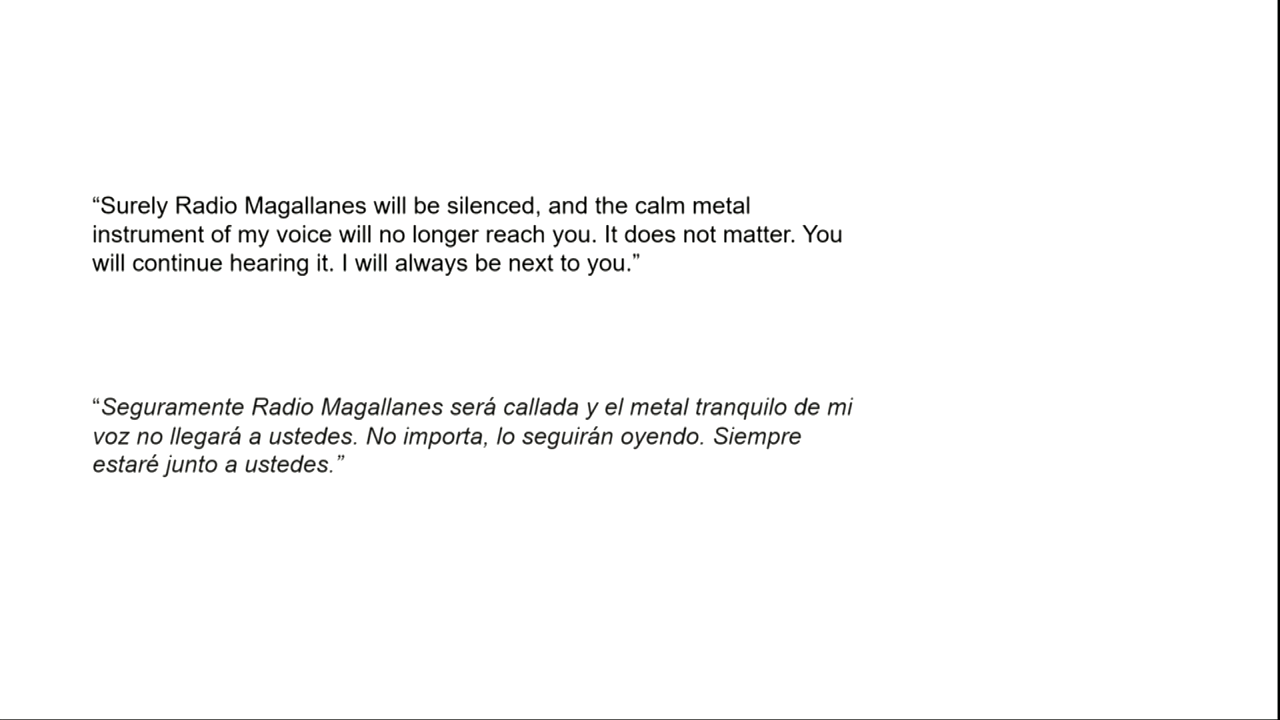 “Surely Radio Magallanes will be silenced, and the calm metal
instrument of my voice will no longer reach you. It does not matter. You
will continue hearing it. I will always be next to you.”
“Seguramente Radio Magallanes será callada y el metal tranquilo de mi
voz no llegará a ustedes. No importa, lo seguirán oyendo. Siempre
estaré junto a ustedes.”